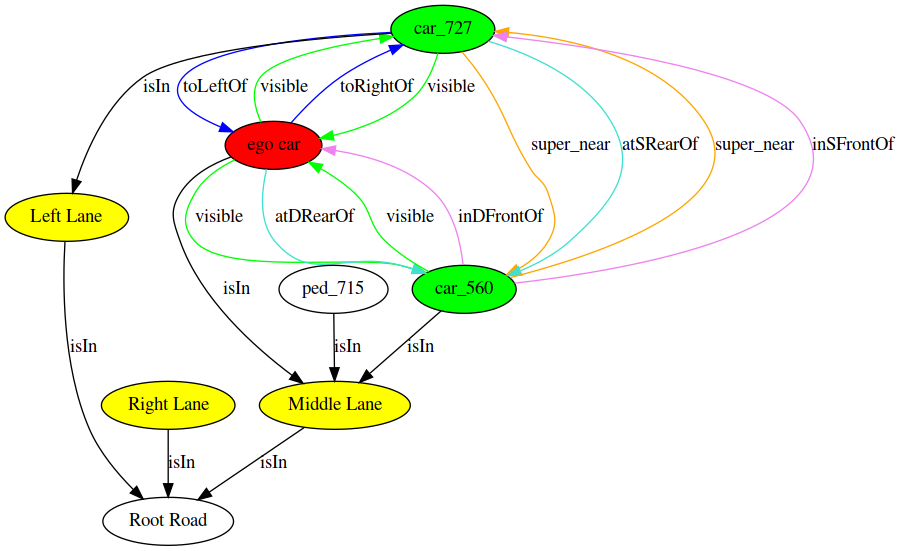 car_727
isIn
toLeftOf
visible
toRightOf
visible
ego car
super_near
atSRearOf
super_near
inSFrontOf
Left Lane
visible
atDRearOf
visible
inDFrontOf
isIn
ped_715
car_560
isIn
isIn
isIn
Right Lane
Middle Lane
isIn
isIn
Root Road